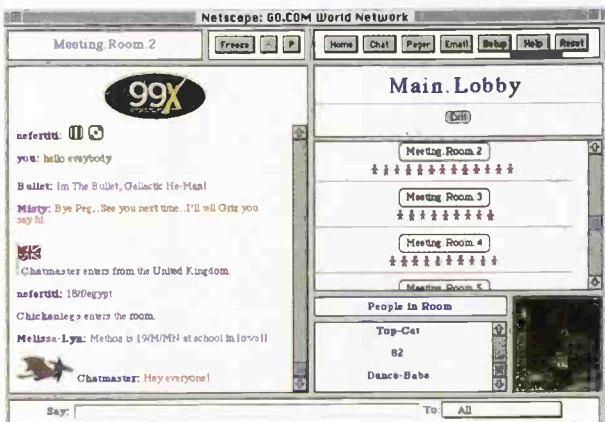 Netscape: GO.COM World Network
Meeting.Room.2
Freeze ^ P
Home Chat Pager Email Setup Help Reset
99X
Main.Lobby
Exit
nefertiti:
you: hello eveybody
Bullet: Im The Bullet, Galactic He-Man!
Misty: Bye Peg,..See you next time..I'll tell Griz you
say hi.
Chatmaster enters from the United Kingdom.
nefertiti: 18/f/egypt
Chickenlegs enters the room.
Melissa-Lyn: Methos is 19/M/MN at school in Iowa!!
Chatmaster: Hey everyone!
Meeting.Room.2
Meeting.Room.3
Meeting.Room.4
Meeting.Room.5
People in Room
Top-Cat
82
Dance-Babe
Say:
To: All